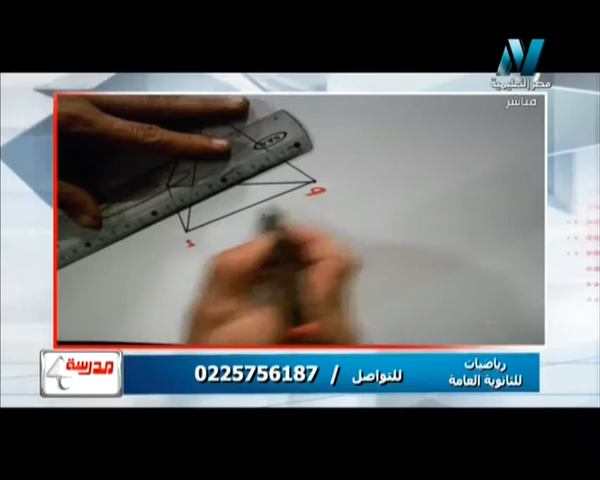 مصر التعليمية
مباشر
رياضيات
للثانوية العامة
للتواصل / 0225756187
مدرسة